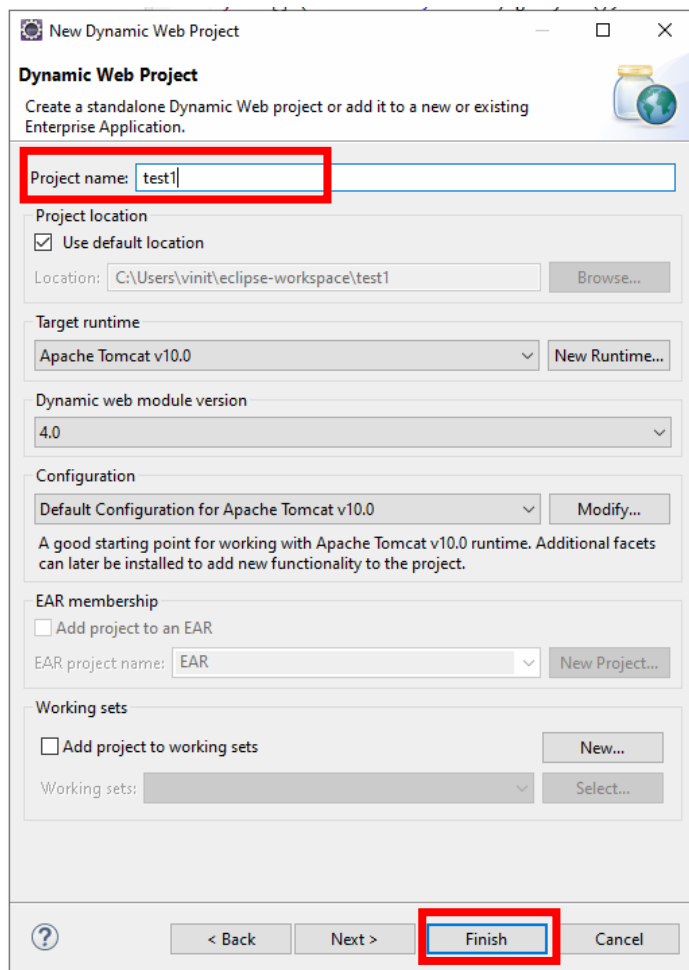 New Dynamic Web Project
Dynamic Web Project
Create a standalone Dynamic Web project or add it to a new or existing
Enterprise Application.
Project name: test1
Project location
Use default location
Location: C:\Users\vinit\eclipse-workspace\test1 Browse...
Target runtime
Apache Tomcat v10.0 New Runtime...
Dynamic web module version
4.0
Configuration
Default Configuration for Apache Tomcat v10.0 Modify...
A good starting point for working with Apache Tomcat v10.0 runtime. Additional facets
can later be installed to add new functionality to the project.
EAR membership
Add project to an EAR
EAR project name: EAR New Project...
Working sets
Add project to working sets New...
Working sets: Select...
? < Back Next > Finish Cancel